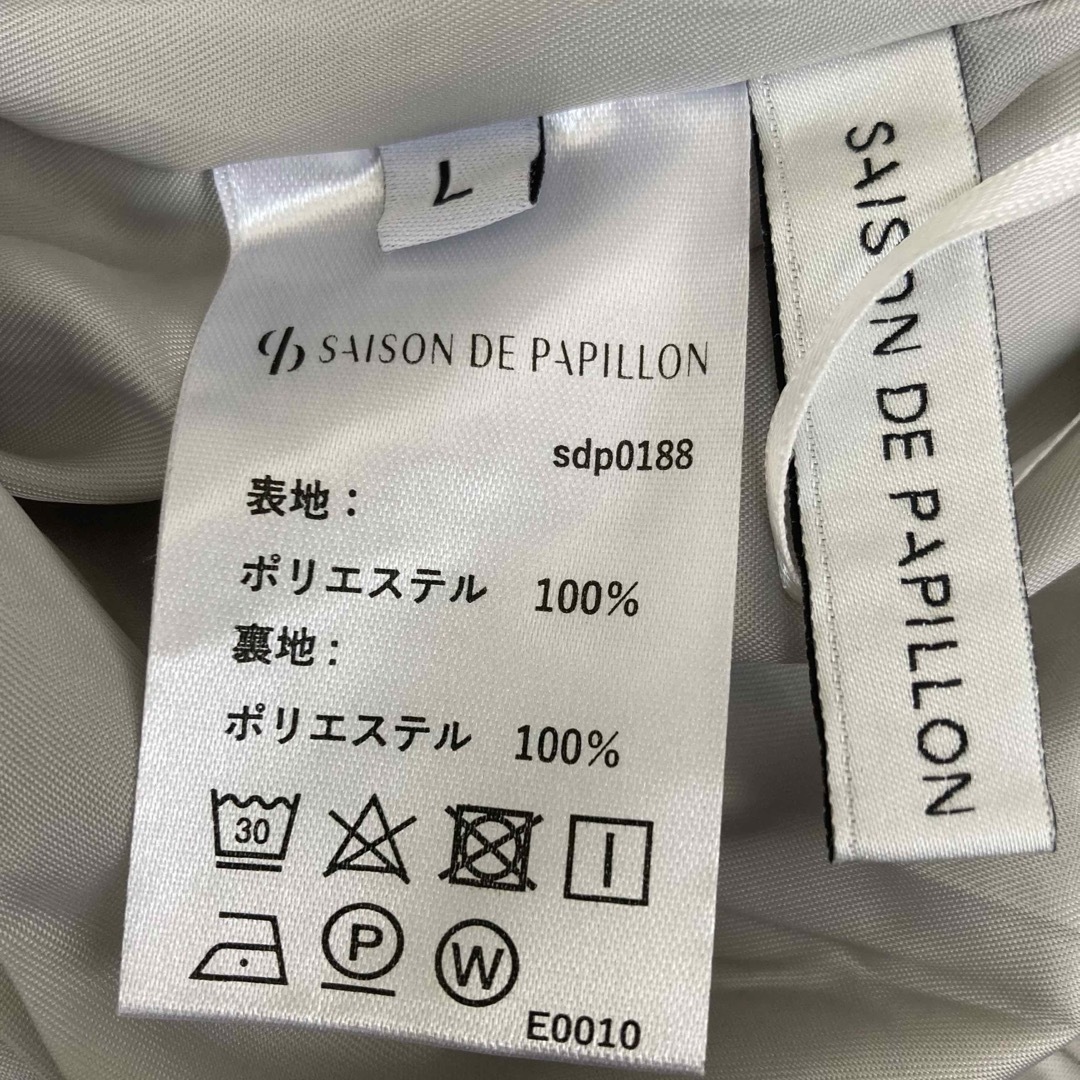 L
SAISON DE PAPILLON
sdp0188
表地:
ポリエステル 100%
裏地:
ポリエステル 100%
30
P
W
E0010
SAISON DE PAPILLON